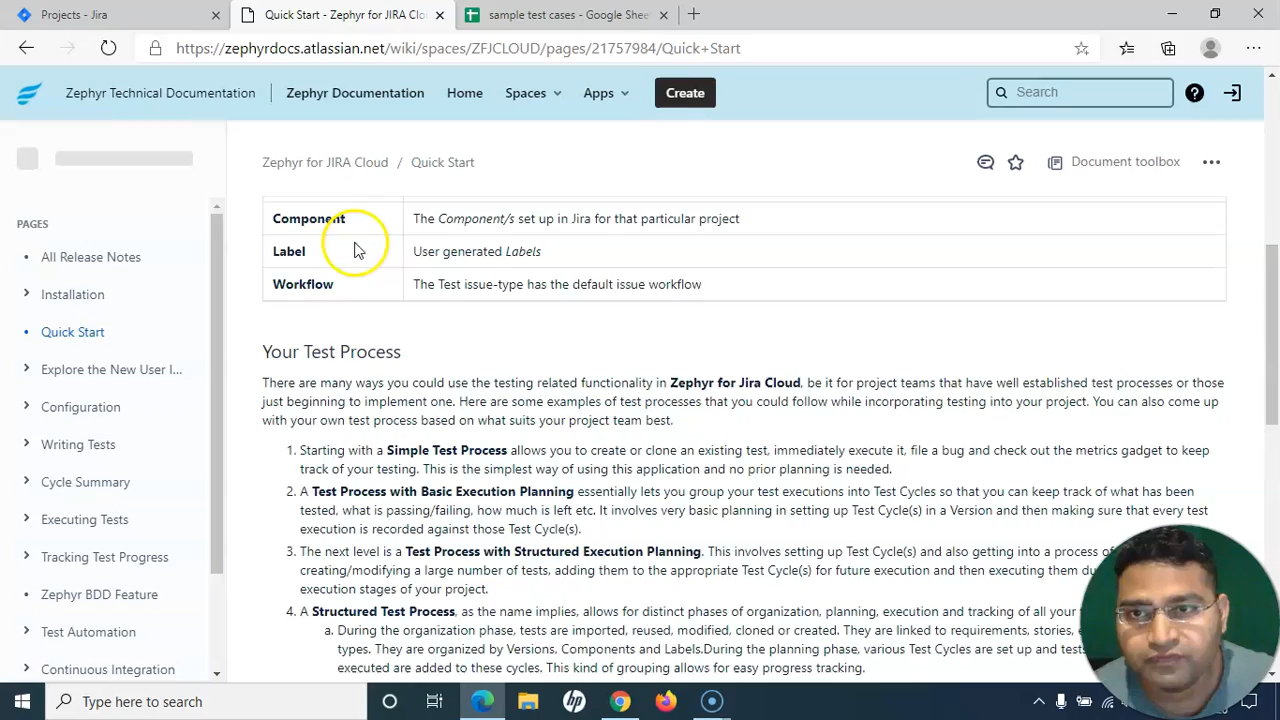 Projects - Jira
Quick Start - Zephyr for JIRA Clo
sample test cases - Google Shee
https://zephyrdocs.atlassian.net/wiki/spaces/ZFJCLOUD/pages/21757984/Quick+Start
Zephyr Technical Documentation
Zephyr Documentation
Home
Spaces
Apps
Create
Search
Zephyr for JIRA Cloud / Quick Start
Document toolbox
PAGES
All Release Notes
Installation
Quick Start
Explore the New User I...
Configuration
Writing Tests
Cycle Summary
Executing Tests
Tracking Test Progress
Zephyr BDD Feature
Test Automation
Continuous Integration
Component The Component/s set up in Jira for that particular project
Label User generated Labels
Workflow The Test issue-type has the default issue workflow
Your Test Process
There are many ways you could use the testing related functionality in Zephyr for Jira Cloud, be it for project teams that have well established test processes or those
just beginning to implement one. Here are some examples of test processes that you could follow while incorporating testing into your project. You can also come up
with your own test process based on what suits your project team best.
1. Starting with a Simple Test Process allows you to create or clone an existing test, immediately execute it, file a bug and check out the metrics gadget to keep
track of your testing. This is the simplest way of using this application and no prior planning is needed.
2. A Test Process with Basic Execution Planning essentially lets you group your test executions into Test Cycles so that you can keep track of what has been
tested, what is passing/failing, how much is left etc. It involves very basic planning in setting up Test Cycle(s) in a Version and then making sure that every test
execution is recorded against those Test Cycle(s).
3. The next level is a Test Process with Structured Execution Planning. This involves setting up Test Cycle(s) and also getting into a process of
creating/modifying a large number of tests, adding them to the appropriate Test Cycle(s) for future execution and then executing them
execution stages of your project.
4. A Structured Test Process, as the name implies, allows for distinct phases of organization, planning, execution and tracking of all your
a. During the organization phase, tests are imported, reused, modified, cloned or created. They are linked to requirements, stories,
types. They are organized by Versions, Components and Labels.During the planning phase, various Test Cycles are set up and tests
executed are added to these cycles. This kind of grouping allows for easy progress tracking.
Type here to search